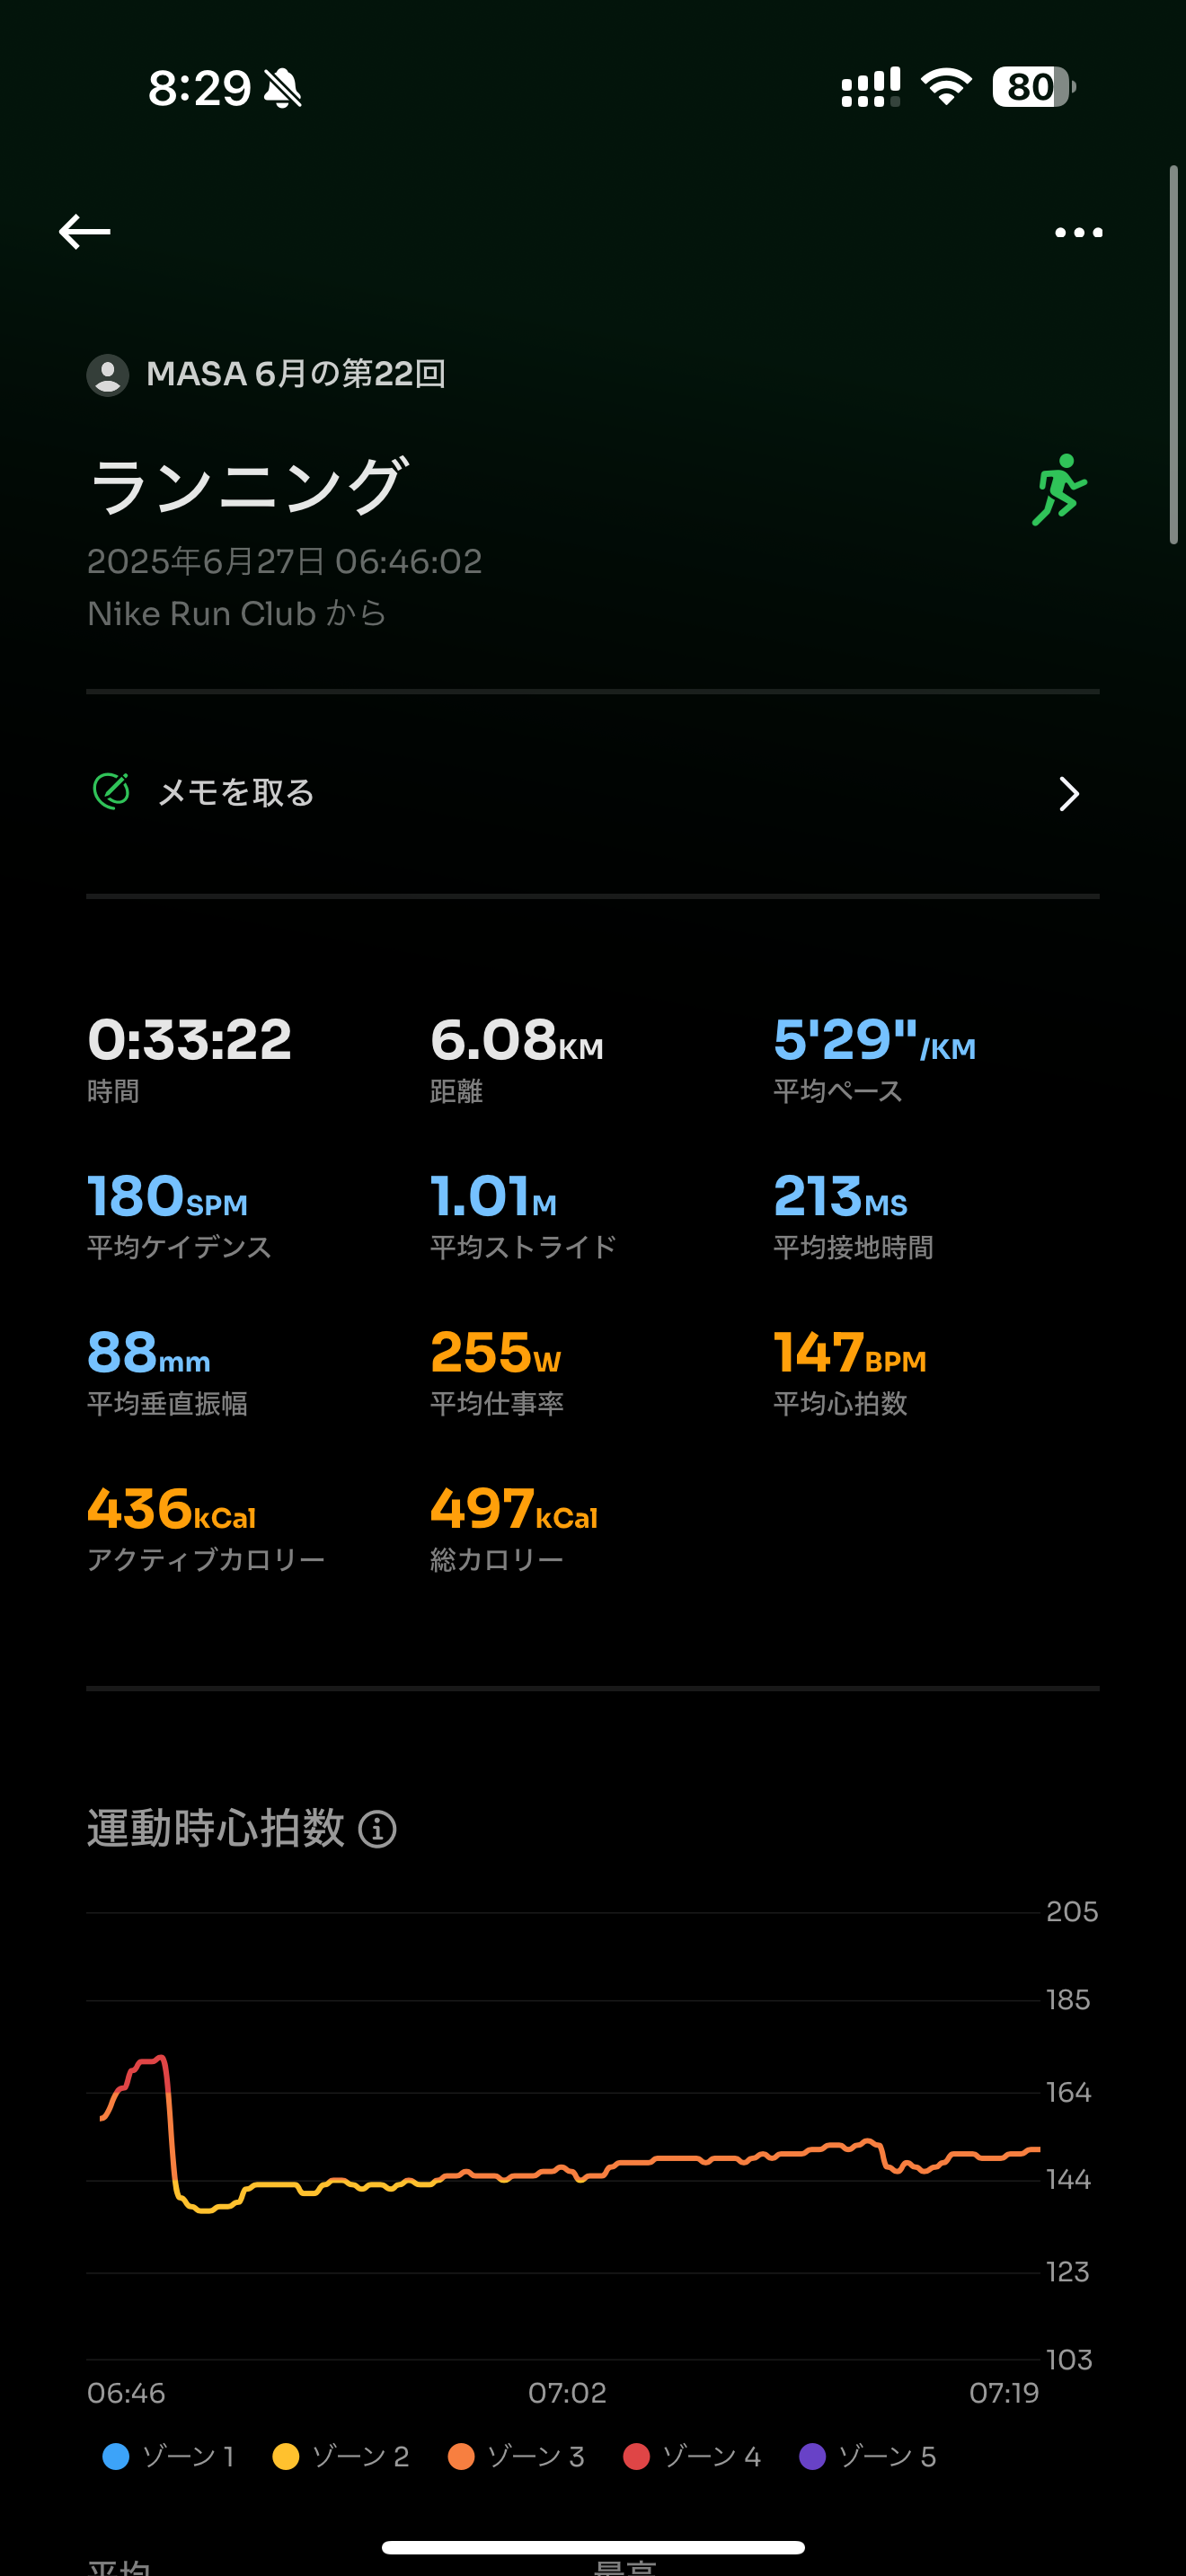 8:29
80
MASA 6月の第22回
ランニング
2025年6月27日 06:46:02
Nike Run Club から
メモを取る
0:33:22 6.08KM 5'29"/KM
時間 距離 平均ペース
180SPM 1.01M 213MS
平均ケイデンス 平均ストライド 平均接地時間
88mm 255W 147BPM
平均垂直振幅 平均仕事率 平均心拍数
436kCal 497kCal
アクティブカロリー 総カロリー
運動時心拍数
205
185
164
144
123
103
06:46 07:02 07:19
ゾーン 1 ゾーン 2 ゾーン 3 ゾーン 4 ゾーン 5
平均 最高